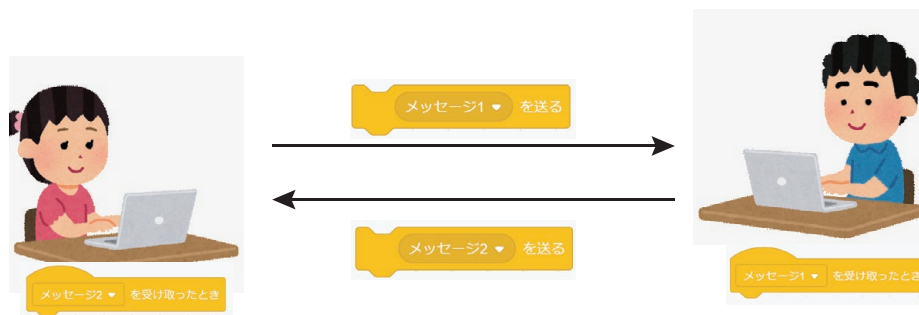 メッセージ1 を送る
メッセージ2 を送る
メッセージ2 を受け取ったとき
メッセージ1 を受け取ったとき